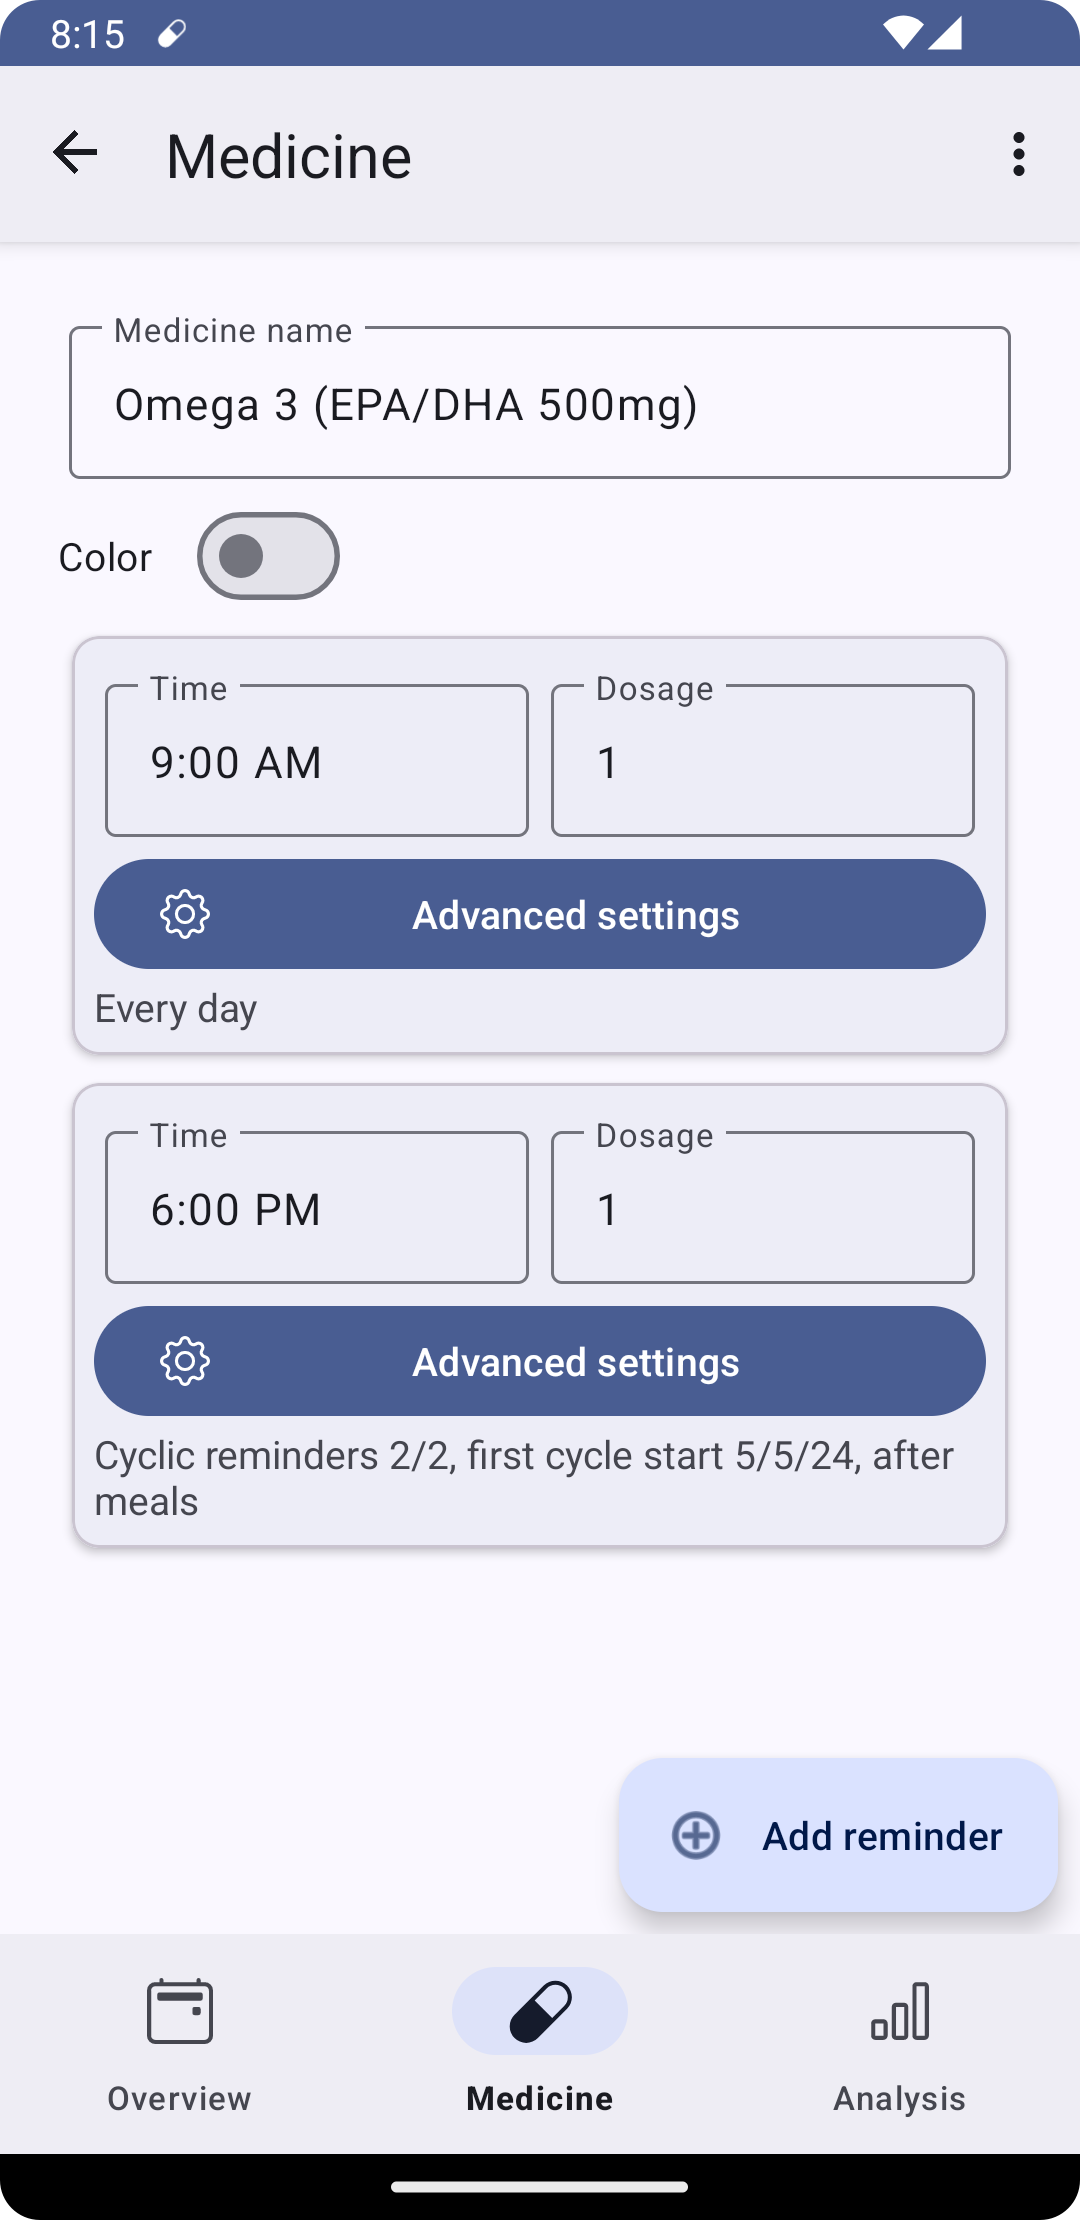 8:15
Medicine
Medicine name
Omega 3 (EPA/DHA 500mg)
Color
Time
Dosage
9:00 AM
1
Advanced settings
Every day
Time
Dosage
6:00 PM
1
Advanced settings
Cyclic reminders 2/2, first cycle start 5/5/24, after
meals
Add reminder
Overview
Medicine
Analysis